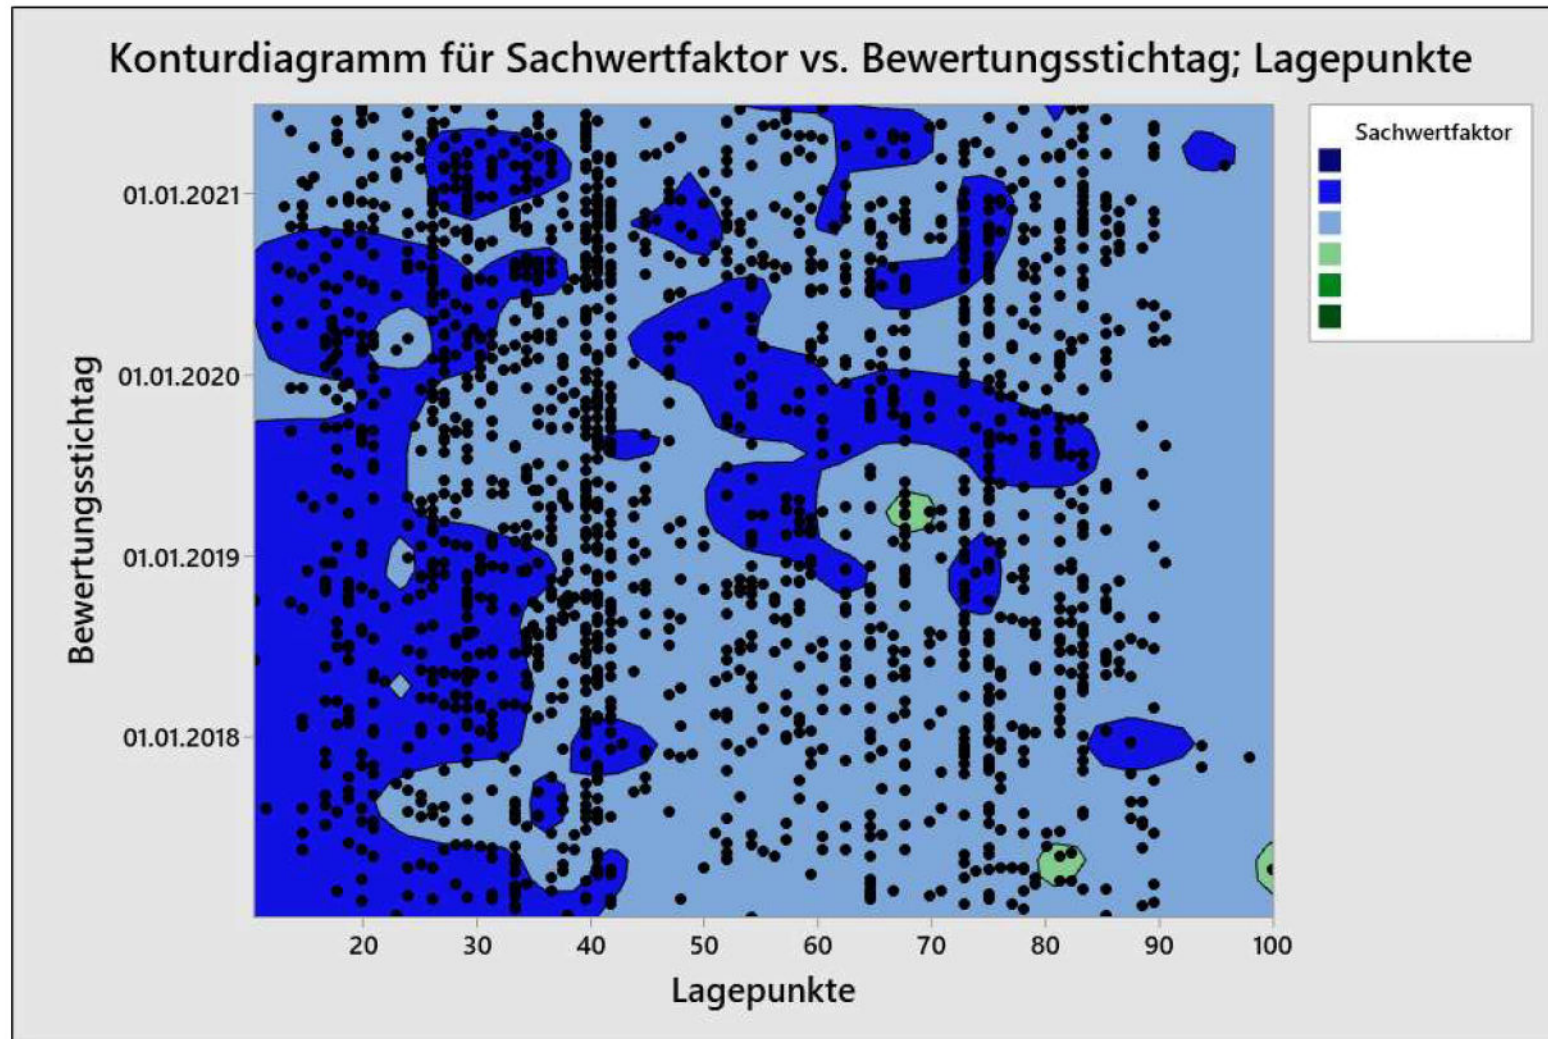 Konturdiagramm für Sachwertfaktor vs. Bewertungsstichtag; Lagepunkte
Sachwertfaktor
01.01.2021
01.01.2020
01.01.2019
01.01.2018
Bewertungsstichtag
20 30 40 50 60 70 80 90 100
Lagepunkte